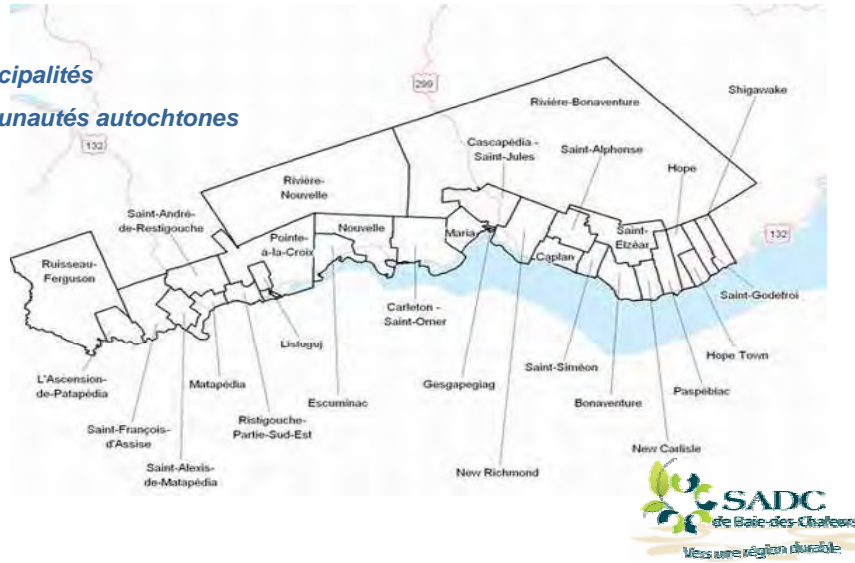 cipalités
unautés autochtones
299
Shigawake
Rivière-Bonaventure
132
Cascapédia -
Saint-Jules
Saint-Alphonse
Hope
Rivière-
Nouvelle
Saint-André-
de-Restigouche
Nouvelle
Maria
Saint-
Elzéar
132
Pointe-
à-la-Croix
Caplan
Ruisseau-
Ferguson
Saint-Godefroi
Carleton -
Saint-Omer
Listuguj
Hope Town
Saint-Siméon
L'Ascension-
de-Patapédia
Matapédia
Gesgapegiag
Paspébiac
Escuminac
Bonaventure
Saint-François-
d'Assise
Ristigouche-
Partie-Sud-Est
New Carlisle
Saint-Alexis-
de-Matapédia
New Richmond
SADC
de Baie-des-Chaleurs
Vers une région durable